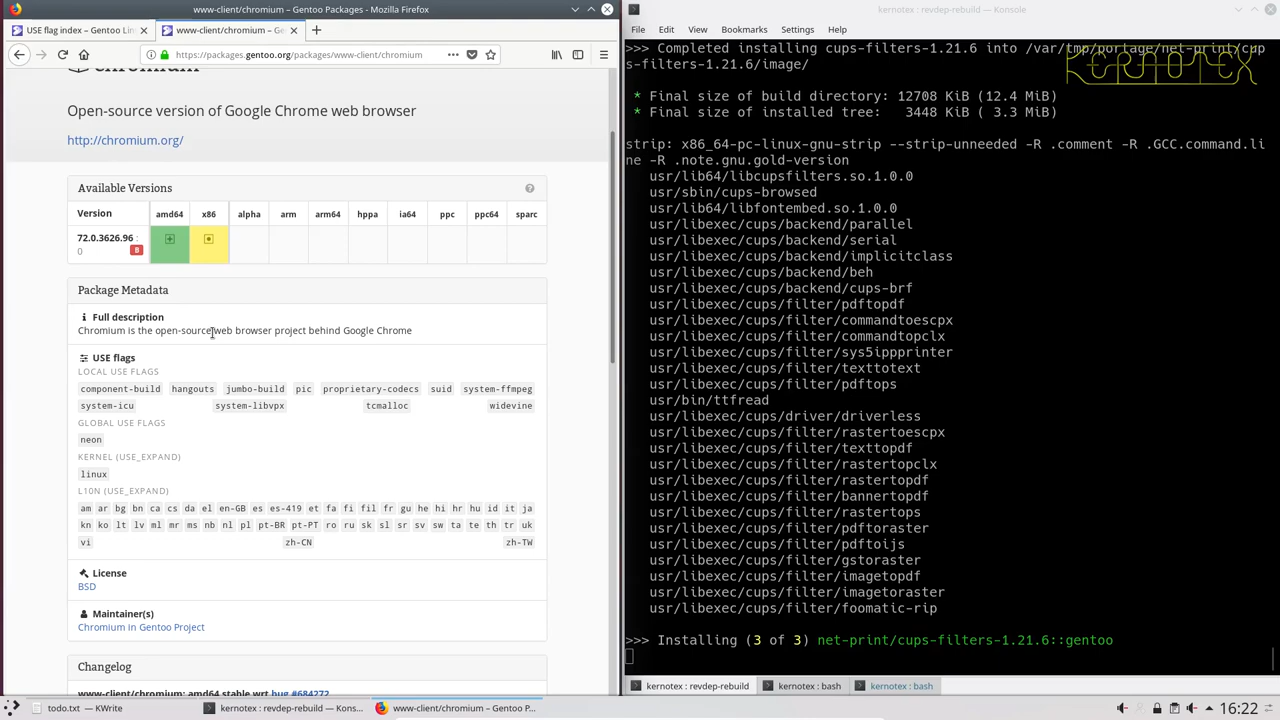 www-client/chromium – Gentoo Packages - Mozilla Firefox
USE flag index – Gentoo Lin
www-client/chromium – Gen
https://packages.gentoo.org/packages/www-client/chromium
Open-source version of Google Chrome web browser
http://chromium.org/
Available Versions
Version amd64 x86 alpha arm arm64 hppa ia64 ppc ppc64 sparc
72.0.3626.96 :
0 B
Package Metadata
Full description
Chromium is the open-source web browser project behind Google Chrome
USE flags
LOCAL USE FLAGS
component-build hangouts jumbo-build pic proprietary-codecs suid system-ffmpeg
system-icu system-libvpx tcmalloc widevine
GLOBAL USE FLAGS
neon
KERNEL (USE_EXPAND)
linux
L10N (USE_EXPAND)
am ar bg bn ca cs da el en-GB es es-419 et fa fi fil fr gu he hi hr hu id it ja
kn ko lt lv ml mr ms nb nl pl pt-BR pt-PT ro ru sk sl sr sv sw ta te th tr uk
vi zh-CN zh-TW
License
BSD
Maintainer(s)
Chromium in Gentoo Project
Changelog
www-client/chromium: amd64 stable wrt bug #684272
kernotex : revdep-rebuild — Konsole
File Edit View Bookmarks Settings Help
KERNOTEX
>>> Completed installing cups-filters-1.21.6 into /var/tmp/portage/net-print/cup
s-filters-1.21.6/image/
* Final size of build directory: 12708 KiB (12.4 MiB)
* Final size of installed tree: 3448 KiB ( 3.3 MiB)
strip: x86_64-pc-linux-gnu-strip --strip-unneeded -R .comment -R .GCC.command.li
ne -R .note.gnu.gold-version
usr/lib64/libcupsfilters.so.1.0.0
usr/sbin/cups-browsed
usr/lib64/libfontembed.so.1.0.0
usr/libexec/cups/backend/parallel
usr/libexec/cups/backend/serial
usr/libexec/cups/backend/implicitclass
usr/libexec/cups/backend/beh
usr/libexec/cups/backend/cups-brf
usr/libexec/cups/filter/pdftopdf
usr/libexec/cups/filter/commandtoescpx
usr/libexec/cups/filter/commandtopclx
usr/libexec/cups/filter/sys5ippprinter
usr/libexec/cups/filter/texttotext
usr/libexec/cups/filter/pdftops
usr/bin/ttfread
usr/libexec/cups/driver/driverless
usr/libexec/cups/filter/rastertoescpx
usr/libexec/cups/filter/texttopdf
usr/libexec/cups/filter/rastertopclx
usr/libexec/cups/filter/rastertopdf
usr/libexec/cups/filter/bannertopdf
usr/libexec/cups/filter/rastertops
usr/libexec/cups/filter/pdftoraster
usr/libexec/cups/filter/pdftoijs
usr/libexec/cups/filter/gstoraster
usr/libexec/cups/filter/imagetopdf
usr/libexec/cups/filter/imagetoraster
usr/libexec/cups/filter/foomatic-rip
>>> Installing (3 of 3) net-print/cups-filters-1.21.6::gentoo
kernotex : revdep-rebuild kernotex : bash kernotex : bash
todo.txt — KWrite kernotex : revdep-rebuild — Kons... www-client/chromium – Gentoo P... 16:22